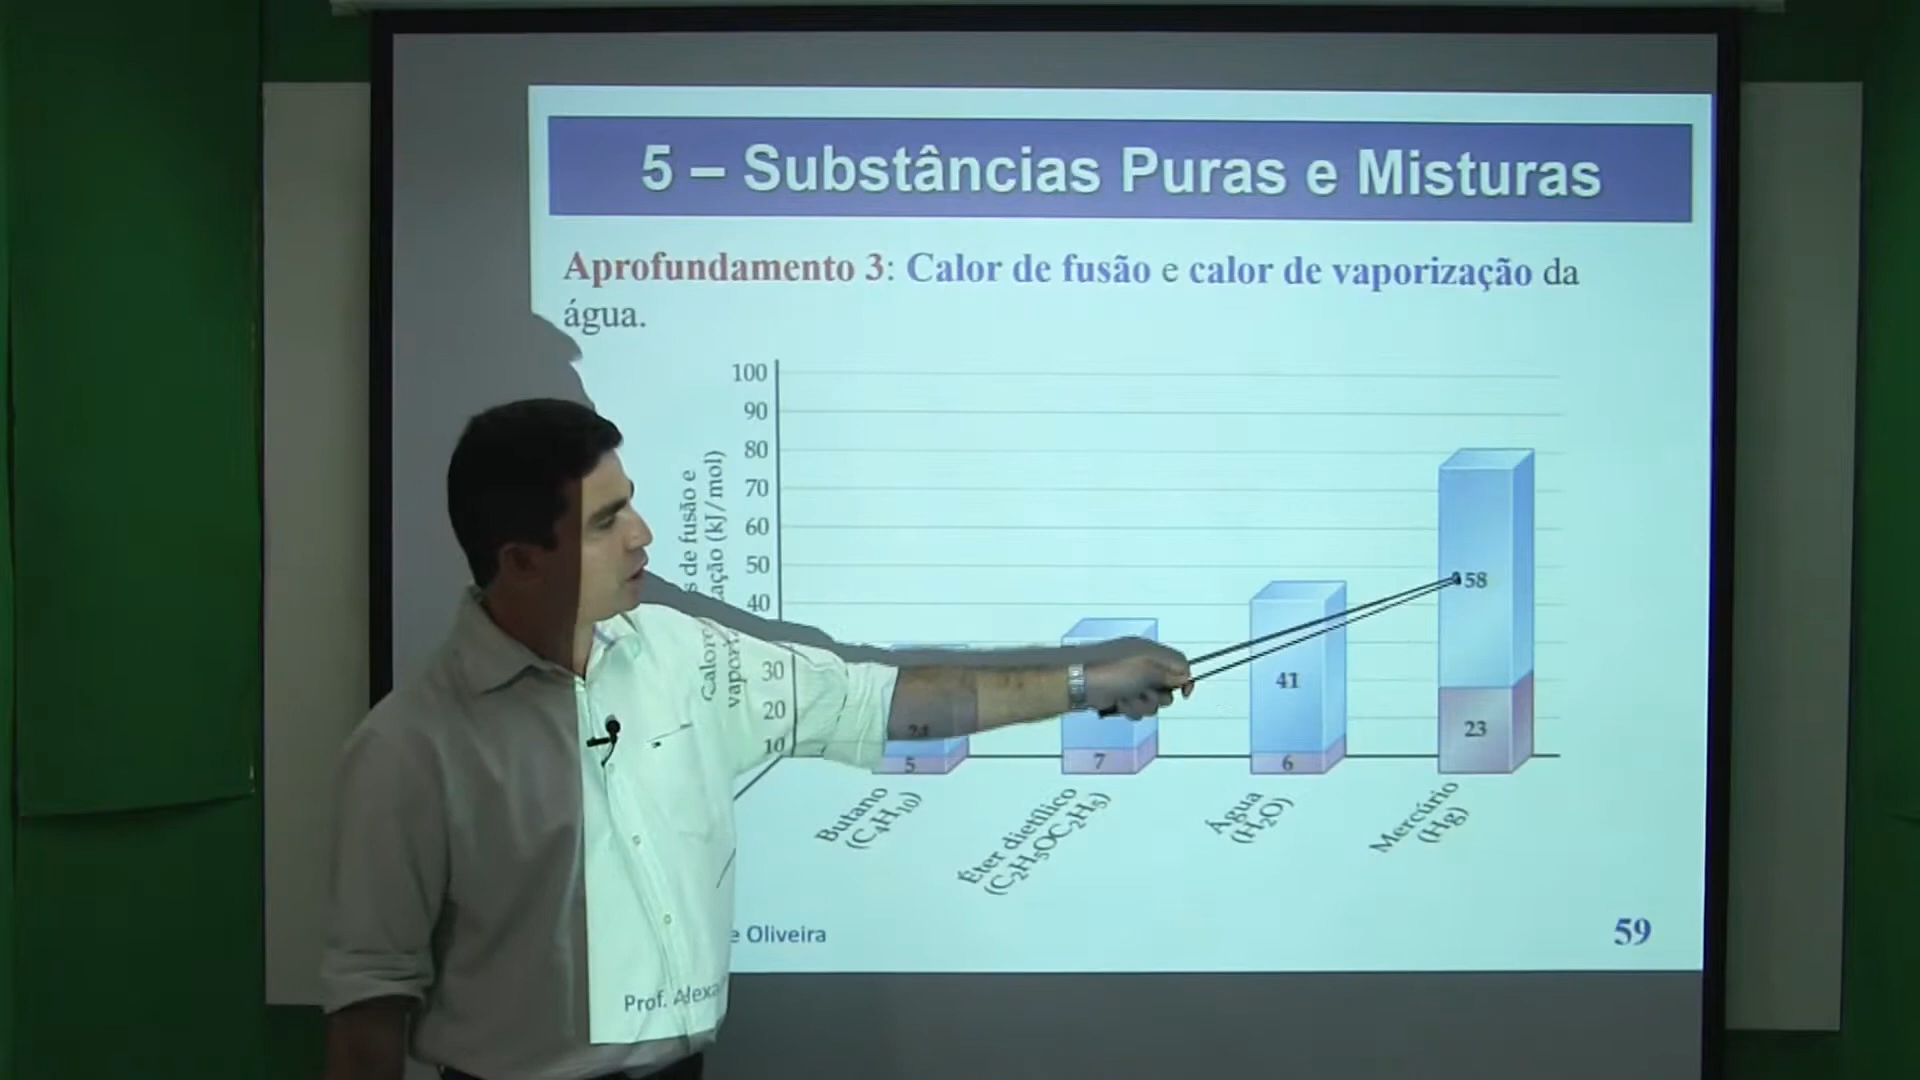 5 – Substâncias Puras e Misturas
Aprofundamento 3: Calor de fusão e calor de vaporização da
água.
100
90
80
70
60
50
40
30
20
10
de fusão e
(kJ/mol)
24
5
7
41
6
58
23
Butano
(C₄H₁₀)
Éter dietílico
(C₂H₅OC₂H₅)
Água
(H₂O)
Mercúrio
(Hg)
Prof.
Oliveira
59